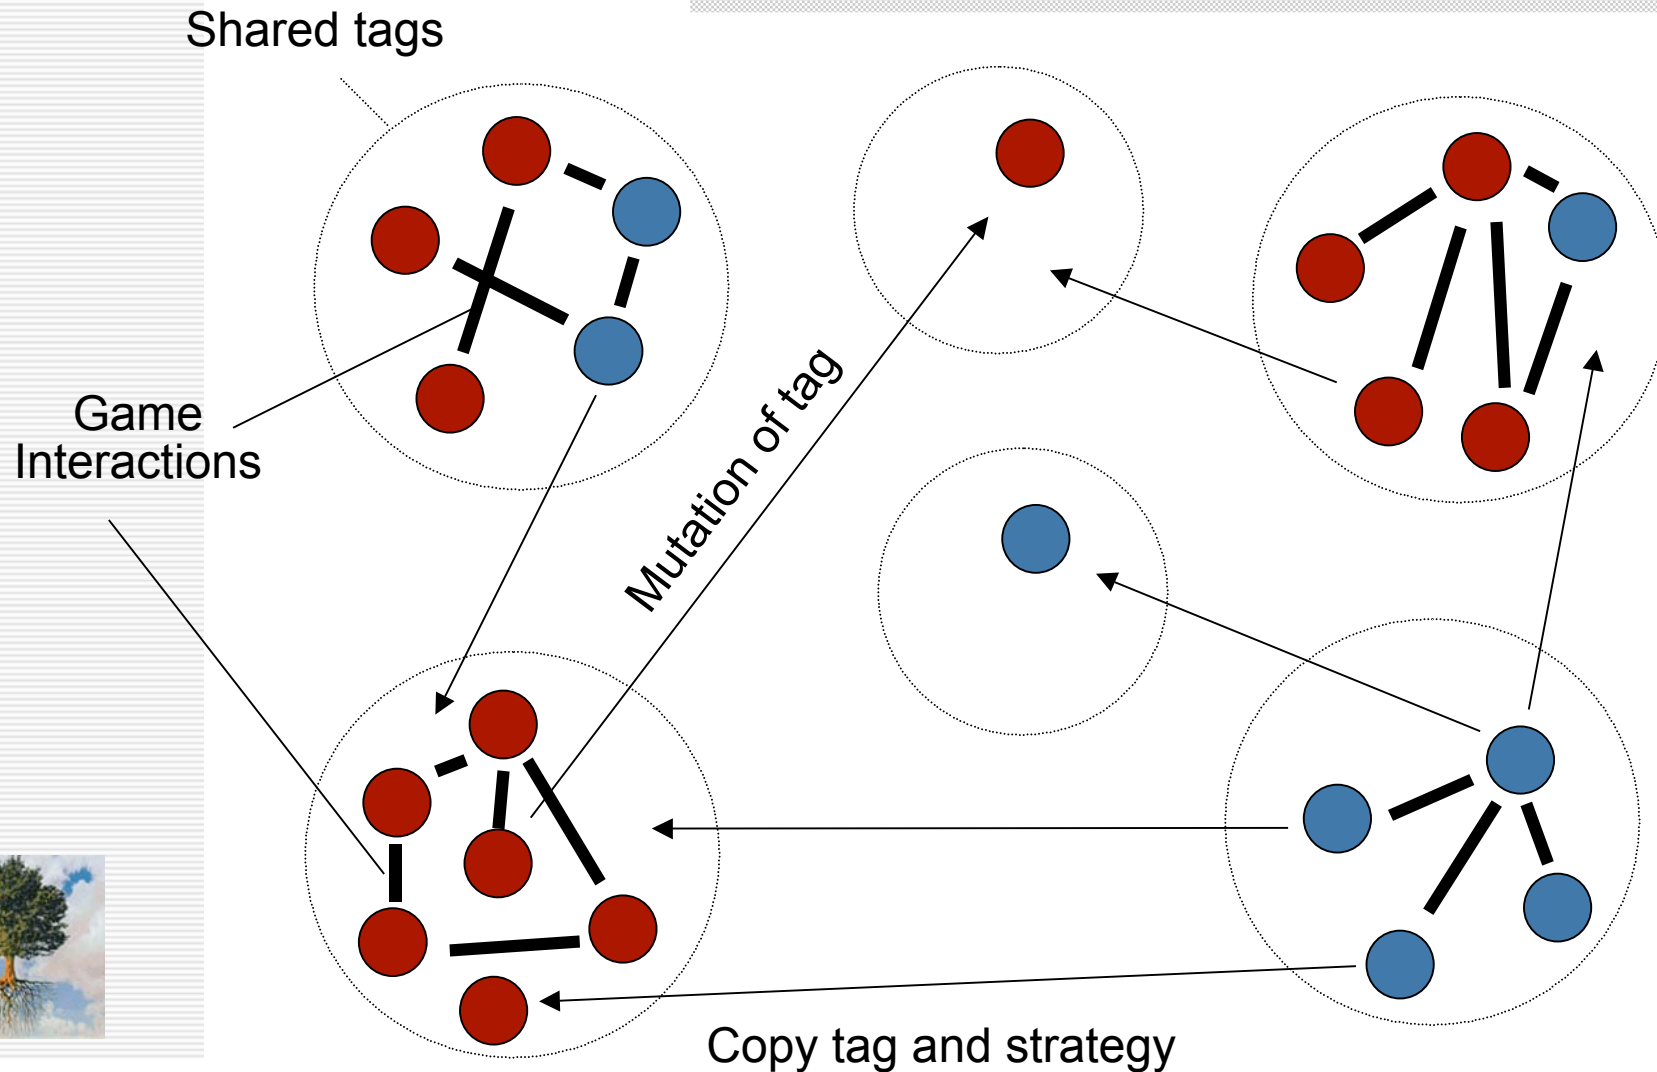 Shared tags
Game
Interactions
Mutation of tag
Copy tag and strategy